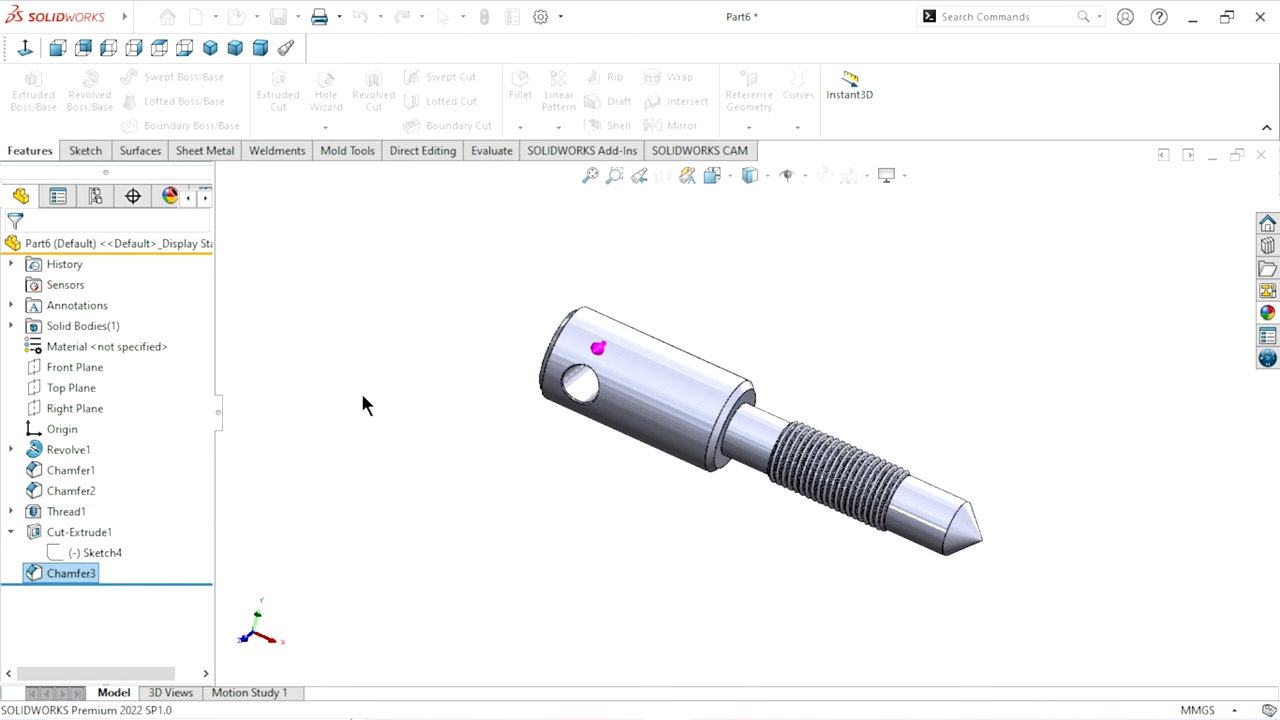 SOLIDWORKS
Part6 *
Search Commands
Extruded Boss/Base
Revolved Boss/Base
Swept Boss/Base
Lofted Boss/Base
Boundary Boss/Base
Extruded Cut
Hole Wizard
Revolved Cut
Swept Cut
Lofted Cut
Boundary Cut
Fillet
Linear Pattern
Rib
Draft
Shell
Wrap
Intersect
Mirror
Reference Geometry
Curves
Instant3D
Features
Sketch
Surfaces
Sheet Metal
Weldments
Mold Tools
Direct Editing
Evaluate
SOLIDWORKS Add-Ins
SOLIDWORKS CAM
Part6 (Default) <<Default>_Display Sta
History
Sensors
Annotations
Solid Bodies(1)
Material <not specified>
Front Plane
Top Plane
Right Plane
Origin
Revolve1
Chamfer1
Chamfer2
Thread1
Cut-Extrude1
(-) Sketch4
Chamfer3
Y
X
Z
Model
3D Views
Motion Study 1
SOLIDWORKS Premium 2022 SP1.0
MMGS